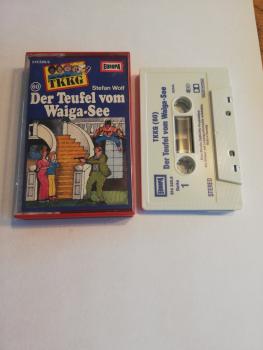 TKKG
EUROPA
Stefan Wolf
60
Der Teufel vom
Waiga-See
EUROPA
TKKG (60)
Der Teufel vom Waiga-See
Seite
1
STEREO